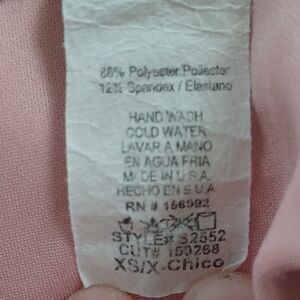 88% Polyester/Poliester
12% Spandex / Elastano
HAND WASH
COLD WATER
LAVAR A MANO
EN AGUA FRIA
MADE IN U.S.A.
HECHO EN E.U.A
RN # 156992
STYLE# S2552
CUT# 150268
XS/X-Chico